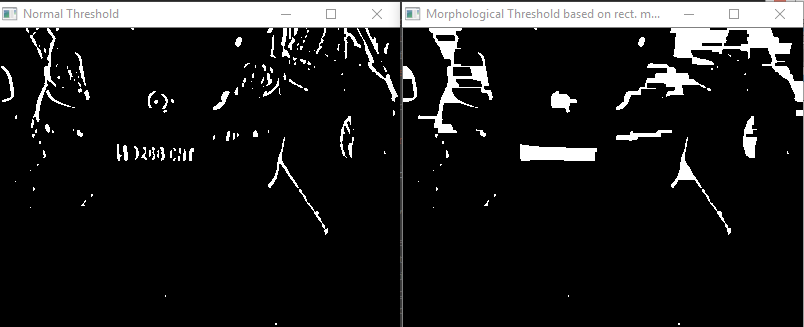 Normal Threshold
Morphological Threshold based on rect. m...